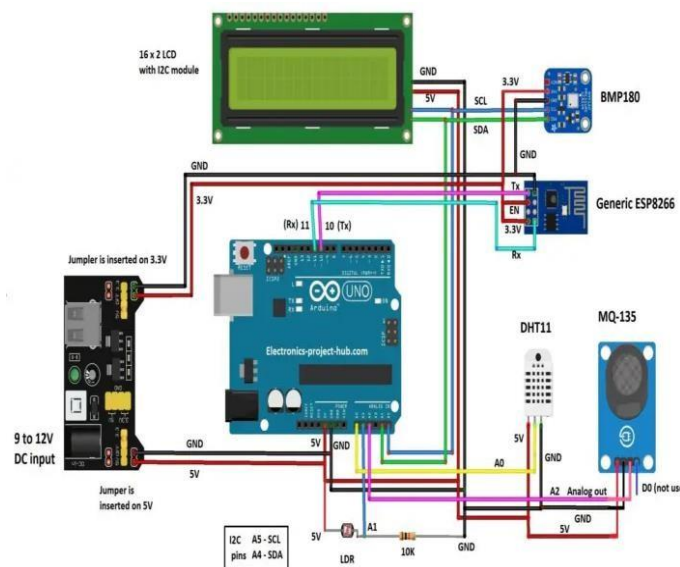 16 x 2 LCD
with I2C module
GND
5V
SCL
SDA
3.3V
BMP180
GND
GND
3.3V
Tx
EN
3.3V
Rx
Generic ESP8266
(Rx) 11
10 (Tx)
Jumpler is inserted on 3.3V
RESET
ARDUINO
UNO
Arduino
Electronics-project-hub.com
DHT11
MQ-135
9 to 12V
DC input
GND
5V
5V
GND
A0
5V
GND
A2
Analog out
D0 (not use
GND
5V
Jumper is
inserted on 5V
I2C
pins
A5 - SCL
A4 - SDA
5V
A1
LDR
10K
GND